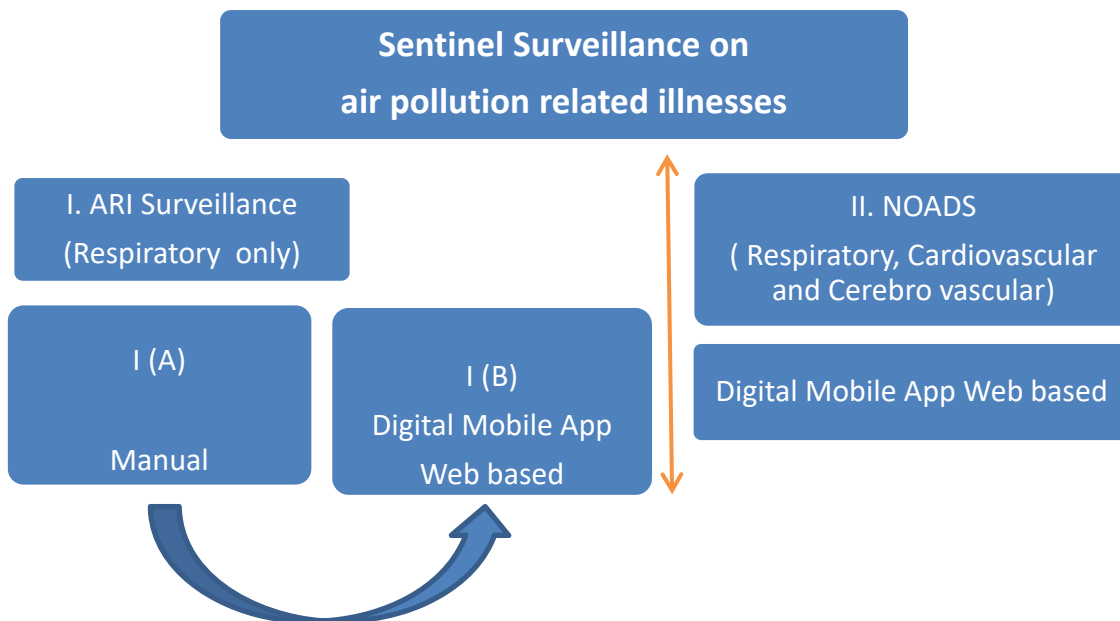 Sentinel Surveillance on
air pollution related illnesses
I. ARI Surveillance
(Respiratory only)
I (A)
Manual
I (B)
Digital Mobile App
Web based
II. NOADS
( Respiratory, Cardiovascular
and Cerebro vascular)
Digital Mobile App Web based